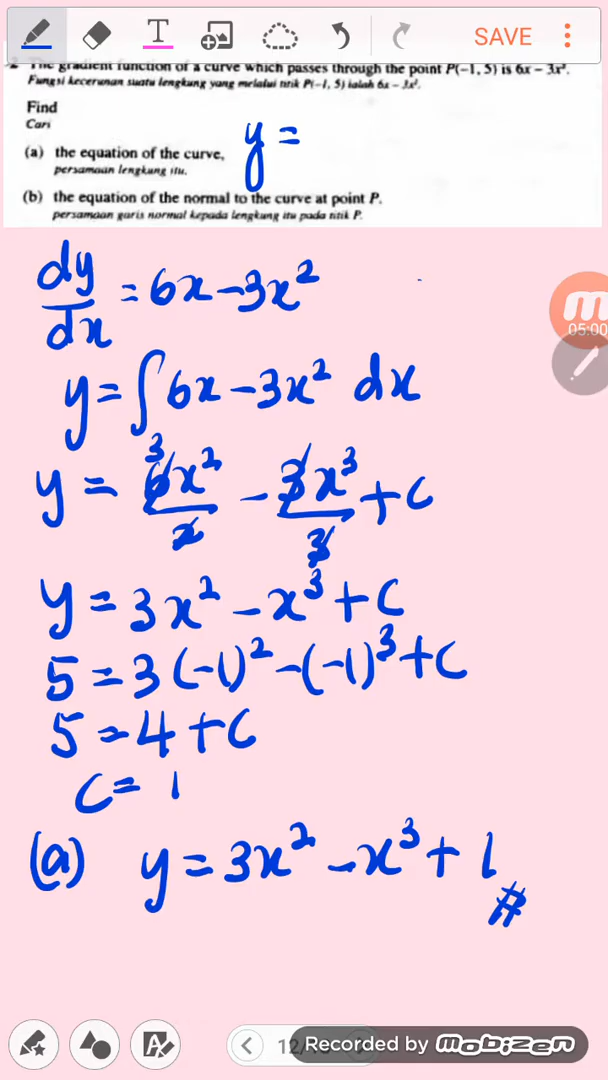 T
SAVE
2 The gradient function of a curve which passes through the point P(−1, 5) is 6x − 3x².
Fungsi kecerunan suatu lengkung yang melalui titik P(−1, 5) ialah 6x − 3x².
Find
Cari
(a) the equation of the curve,
persamaan lengkung itu.
y =
(b) the equation of the normal to the curve at point P.
persamaan garis normal kepada lengkung itu pada titik P.
dy/dx = 6x − 3x²
05:00
y = ∫ 6x − 3x² dx
3
y = 6x²/2 − 3x³/3 + c
y = 3x² − x³ + c
5 = 3(−1)² − (−1)³ + c
5 = 4 + c
c = 1
(a) y = 3x² − x³ + 1
#
A
12/
Recorded by mobizen